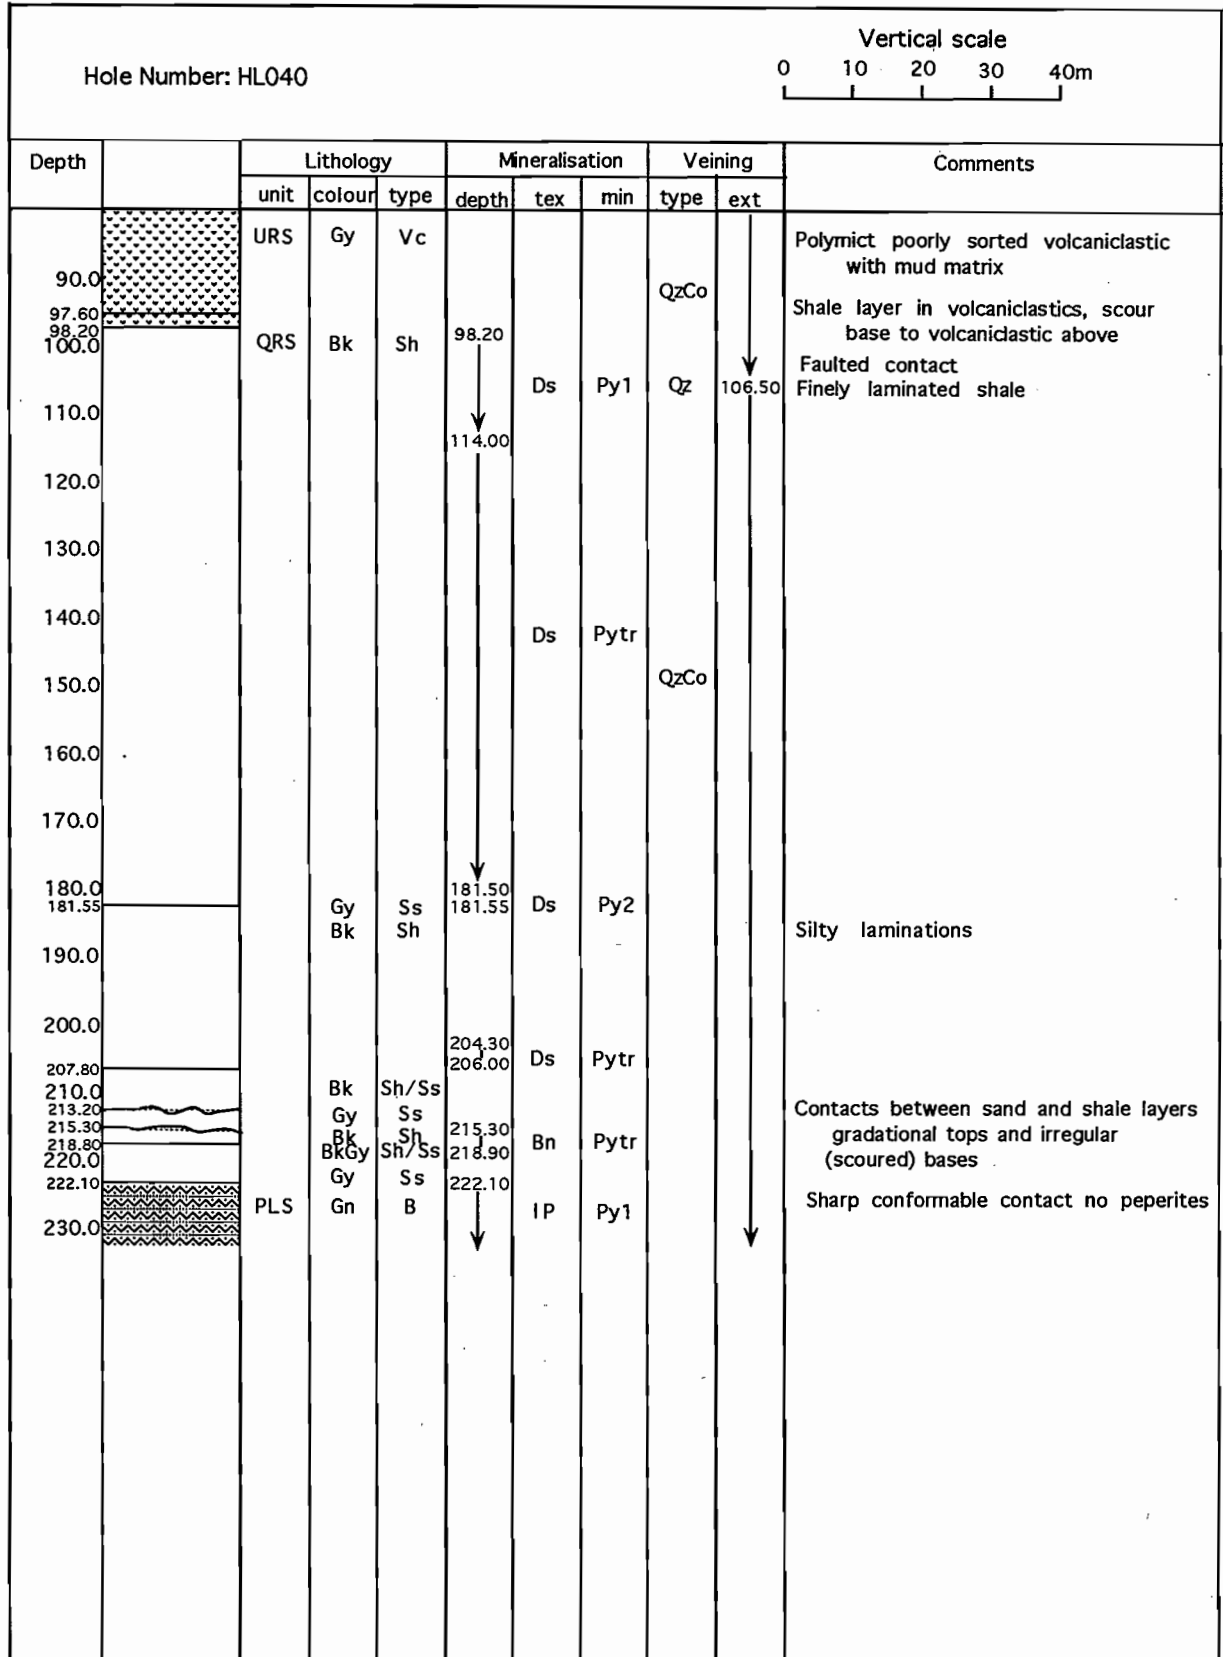 Vertical scale
Hole Number: HL040
0 10 20 30 40m
Depth Lithology Mineralisation Veining Comments
unit colour type depth tex min type ext
URS Gy Vc Polymict poorly sorted volcaniclastic
with mud matrix
90.0 QzCo
97.60 Shale layer in volcaniclastics, scour
98.20 98.20 base to volcaniclastic above
100.0 QRS Bk Sh
Faulted contact
Ds Py1 Qz 106.50 Finely laminated shale
110.0
114.00
120.0
130.0
140.0
Ds Pytr
150.0 QzCo
160.0
170.0
180.0 181.50
181.55 Gy Ss 181.55 Ds Py2
Bk Sh Silty laminations
190.0
200.0
204.30
206.00 Ds Pytr
207.80
210.0 Bk Sh/Ss
213.20 Gy Ss Contacts between sand and shale layers
215.30 Bk Sh 215.30 gradational tops and irregular
218.80 BkGy Sh/Ss 218.90 Bn Pytr
220.0 (scoured) bases
222.10 Gy Ss 222.10
PLS Gn B IP Py1 Sharp conformable contact no peperites
230.0